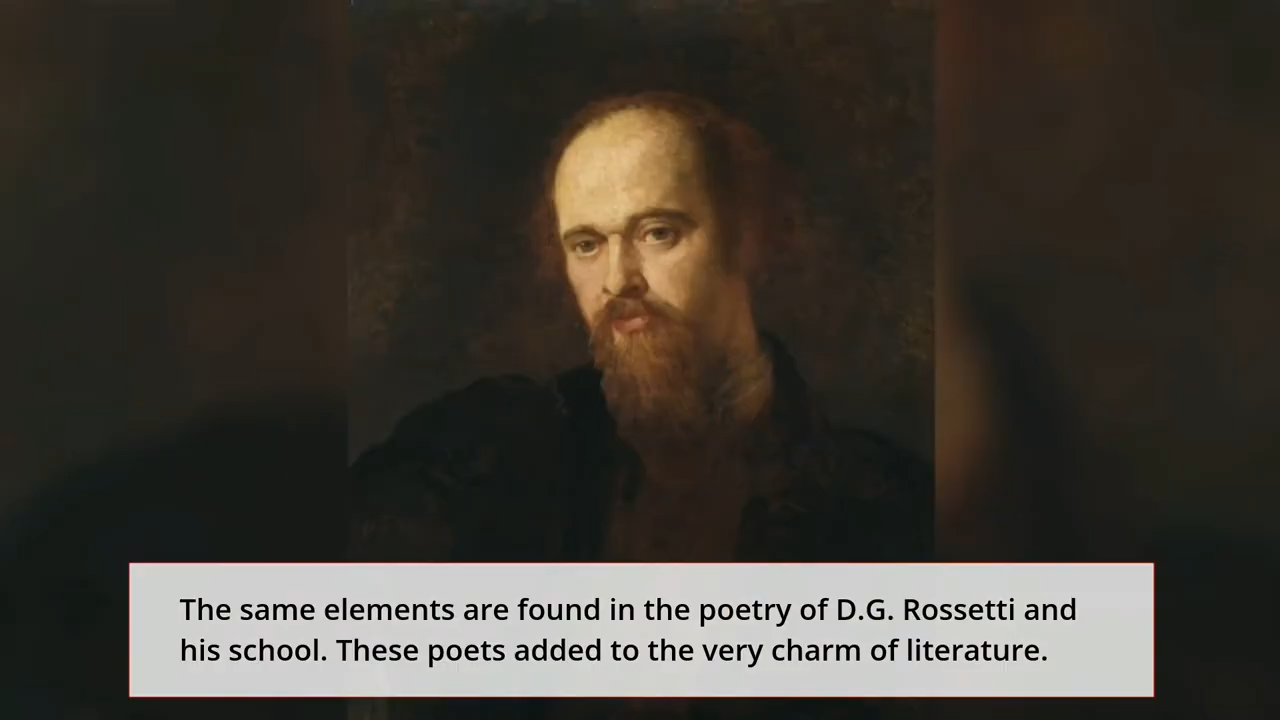 The same elements are found in the poetry of D.G. Rossetti and
his school. These poets added to the very charm of literature.